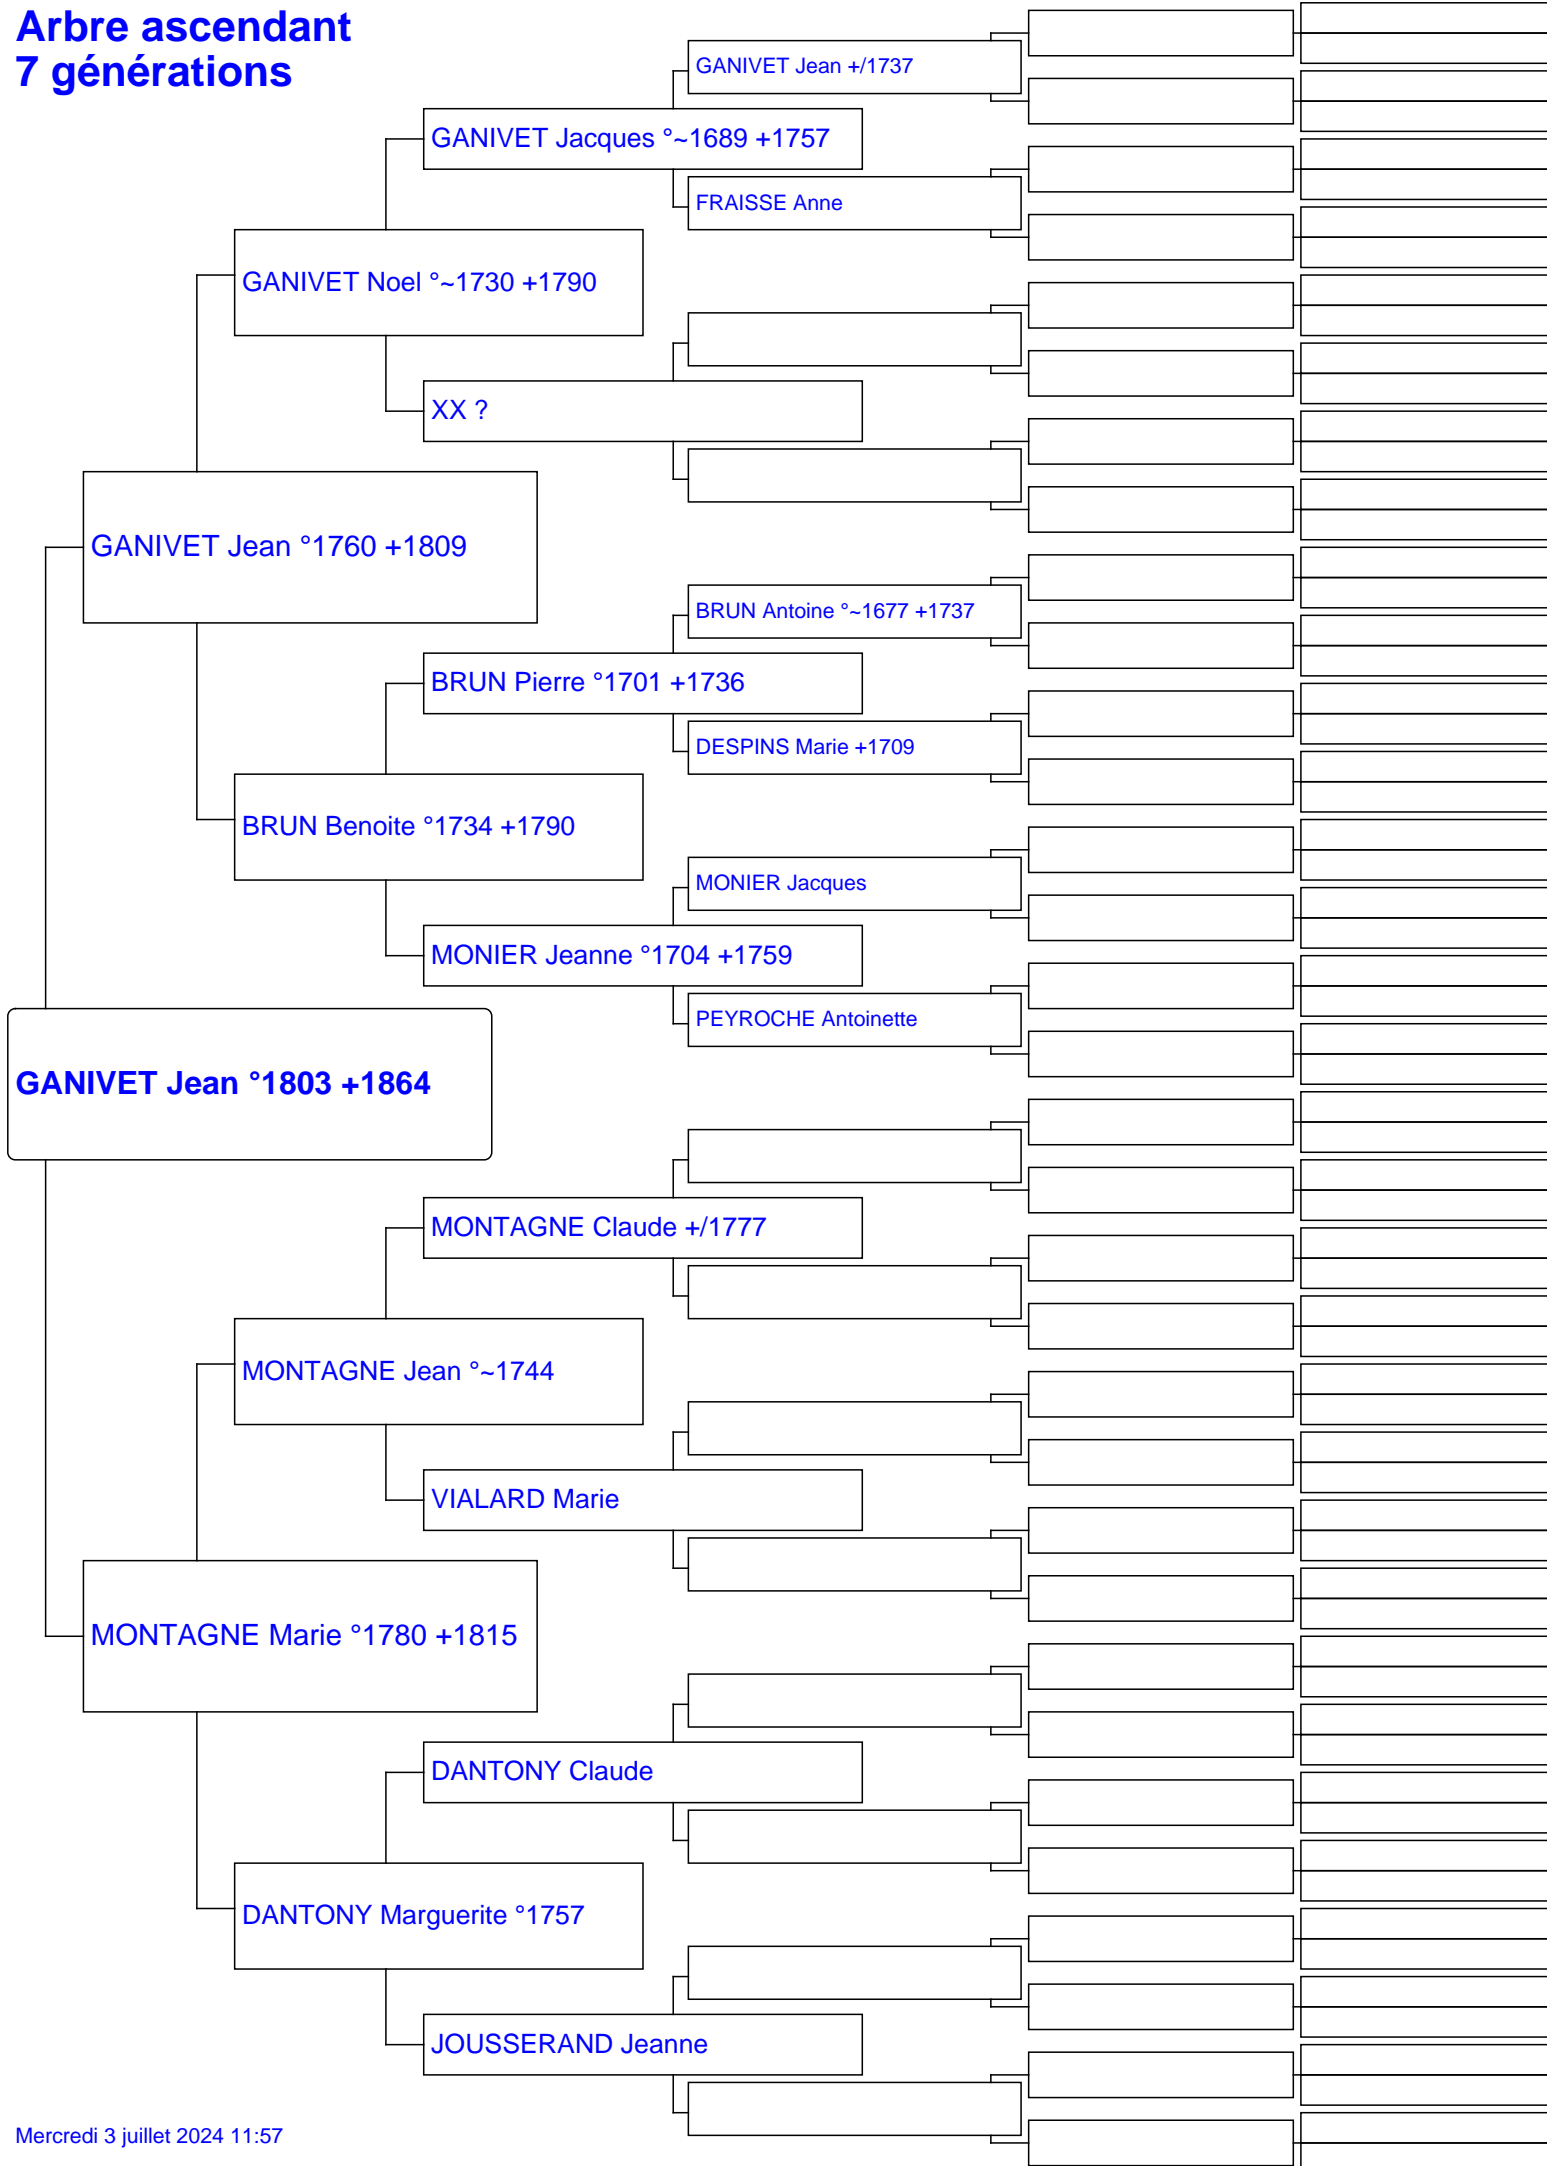 Arbre ascendant
7 générations
GANIVET Jean +/1737
GANIVET Jacques °~1689 +1757
FRAISSE Anne
GANIVET Noel °~1730 +1790
XX ?
GANIVET Jean °1760 +1809
BRUN Antoine °~1677 +1737
BRUN Pierre °1701 +1736
DESPINS Marie +1709
BRUN Benoite °1734 +1790
MONIER Jacques
MONIER Jeanne °1704 +1759
PEYROCHE Antoinette
GANIVET Jean °1803 +1864
MONTAGNE Claude +/1777
MONTAGNE Jean °~1744
VIALARD Marie
MONTAGNE Marie °1780 +1815
DANTONY Claude
DANTONY Marguerite °1757
JOUSSERAND Jeanne
Mercredi 3 juillet 2024 11:57